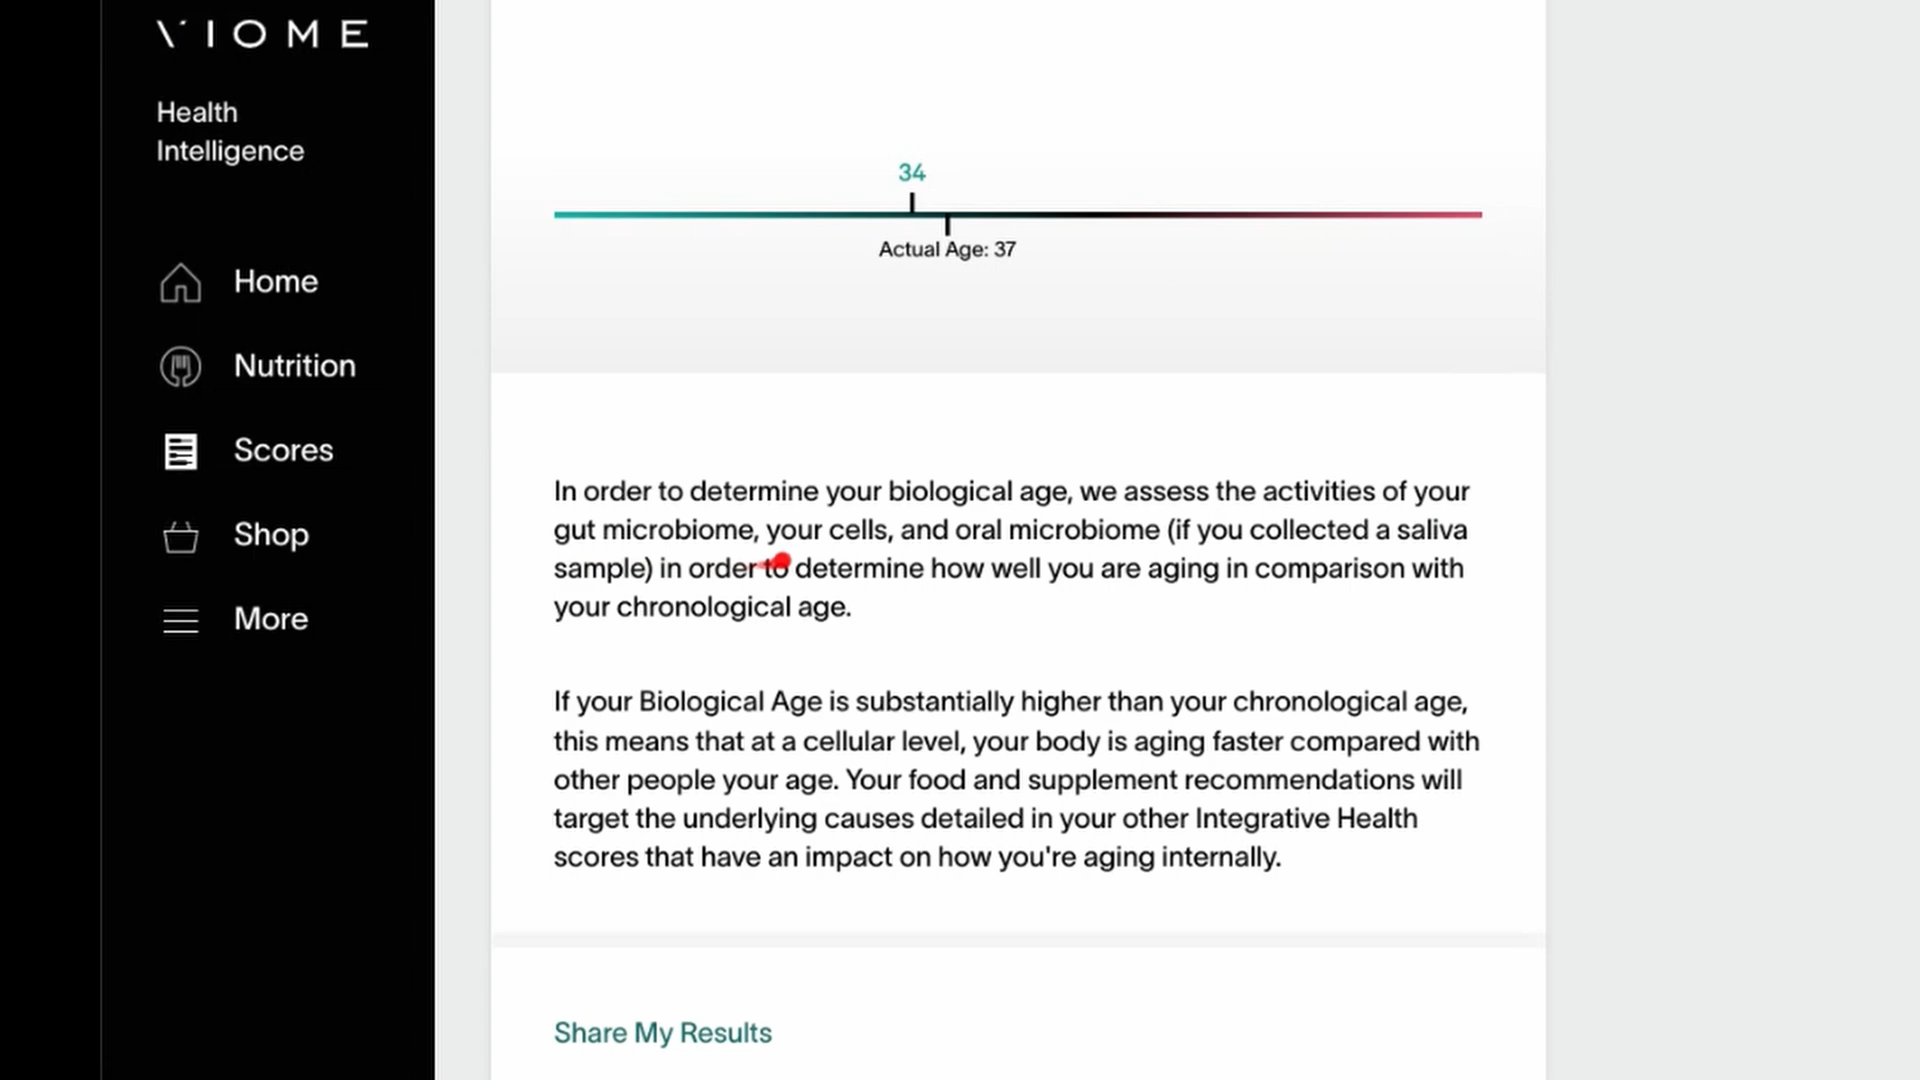 VIOME
Health
Intelligence
Home
Nutrition
Scores
Shop
More
34
Actual Age: 37
In order to determine your biological age, we assess the activities of your
gut microbiome, your cells, and oral microbiome (if you collected a saliva
sample) in order to determine how well you are aging in comparison with
your chronological age.
If your Biological Age is substantially higher than your chronological age,
this means that at a cellular level, your body is aging faster compared with
other people your age. Your food and supplement recommendations will
target the underlying causes detailed in your other Integrative Health
scores that have an impact on how you're aging internally.
Share My Results